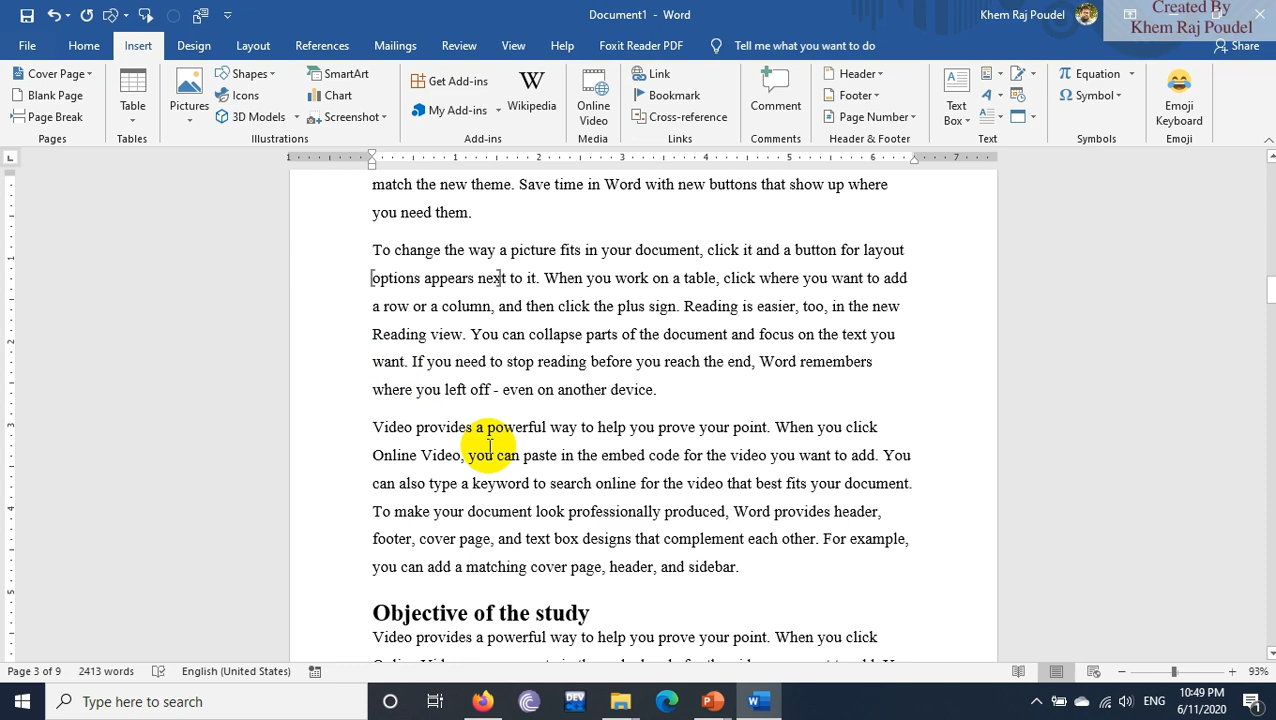 Document1 - Word
Khem Raj Poudel
Created By
Khem Raj Poudel
File Home Insert Design Layout References Mailings Review View Help Foxit Reader PDF Tell me what you want to do Share
Cover Page
Blank Page
Page Break
Pages
Table
Tables
Pictures
Shapes
Icons
3D Models
SmartArt
Chart
Screenshot
Illustrations
Get Add-ins
My Add-ins
Wikipedia
Add-ins
Online
Video
Media
Link
Bookmark
Cross-reference
Links
Comment
Comments
Header
Footer
Page Number
Header & Footer
Text
Box
Text
Equation
Symbol
Symbols
Emoji
Keyboard
Emoji
1 1 2 3 4 5 6 7
match the new theme. Save time in Word with new buttons that show up where
you need them.
To change the way a picture fits in your document, click it and a button for layout
options appears next to it. When you work on a table, click where you want to add
a row or a column, and then click the plus sign. Reading is easier, too, in the new
Reading view. You can collapse parts of the document and focus on the text you
want. If you need to stop reading before you reach the end, Word remembers
where you left off - even on another device.
Video provides a powerful way to help you prove your point. When you click
Online Video, you can paste in the embed code for the video you want to add. You
can also type a keyword to search online for the video that best fits your document.
To make your document look professionally produced, Word provides header,
footer, cover page, and text box designs that complement each other. For example,
you can add a matching cover page, header, and sidebar.
Objective of the study
Video provides a powerful way to help you prove your point. When you click
1
2
3
4
5
Page 3 of 9 2413 words English (United States) 93%
Type here to search
DEV
ENG
10:49 PM
6/11/2020